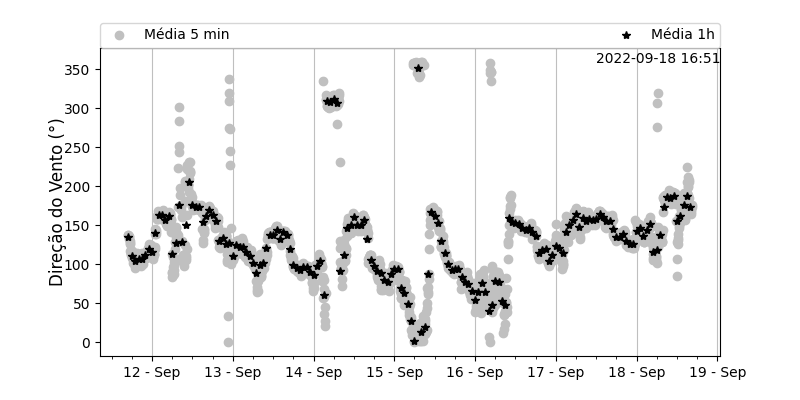 Média 5 min
Média 1h
2022-09-18 16:51
Direção do Vento (°)
350
300
250
200
150
100
50
0
12 - Sep
13 - Sep
14 - Sep
15 - Sep
16 - Sep
17 - Sep
18 - Sep
19 - Sep